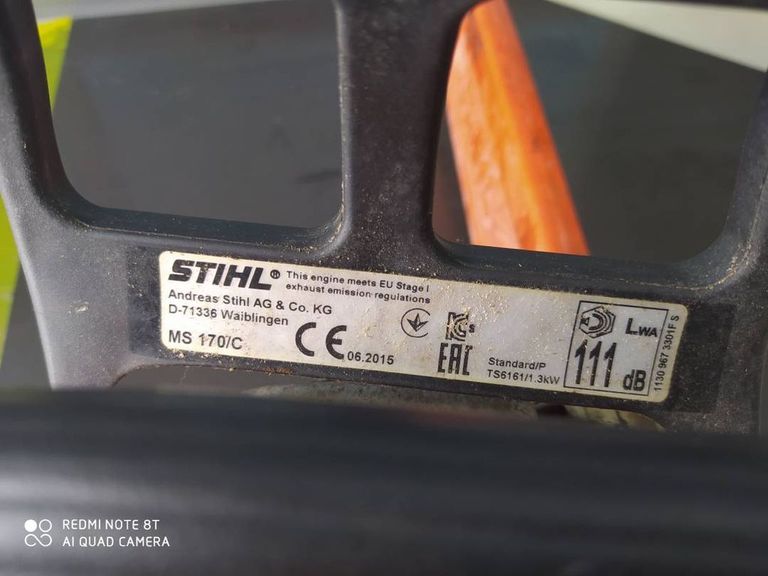 STIHL® This engine meets EU Stage I
exhaust emission regulations
Andreas Stihl AG & Co. KG
D-71336 Waiblingen
MS 170/C
CE 06.2015
EAC
Standard/P
TS6161/1.3kW
LWA
111 dB
1130 967 3301F S
REDMI NOTE 8T
AI QUAD CAMERA